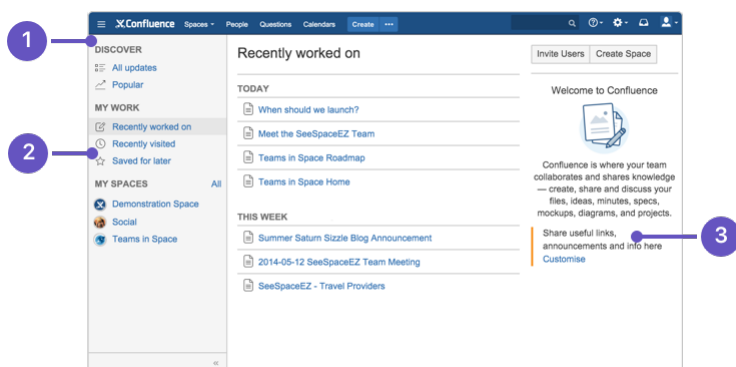 Confluence Spaces People Questions Calendars Create
1
DISCOVER
All updates
Popular
MY WORK
Recently worked on
2
Recently visited
Saved for later
MY SPACES All
Demonstration Space
Social
Teams in Space
Recently worked on
TODAY
When should we launch?
Meet the SeeSpaceEZ Team
Teams in Space Roadmap
Teams in Space Home
THIS WEEK
Summer Saturn Sizzle Blog Announcement
2014-05-12 SeeSpaceEZ Team Meeting
SeeSpaceEZ - Travel Providers
Invite Users Create Space
Welcome to Confluence
Confluence is where your team
collaborates and shares knowledge
— create, share and discuss your
files, ideas, minutes, specs,
mockups, diagrams, and projects.
Share useful links,
announcements and info here
Customise
3